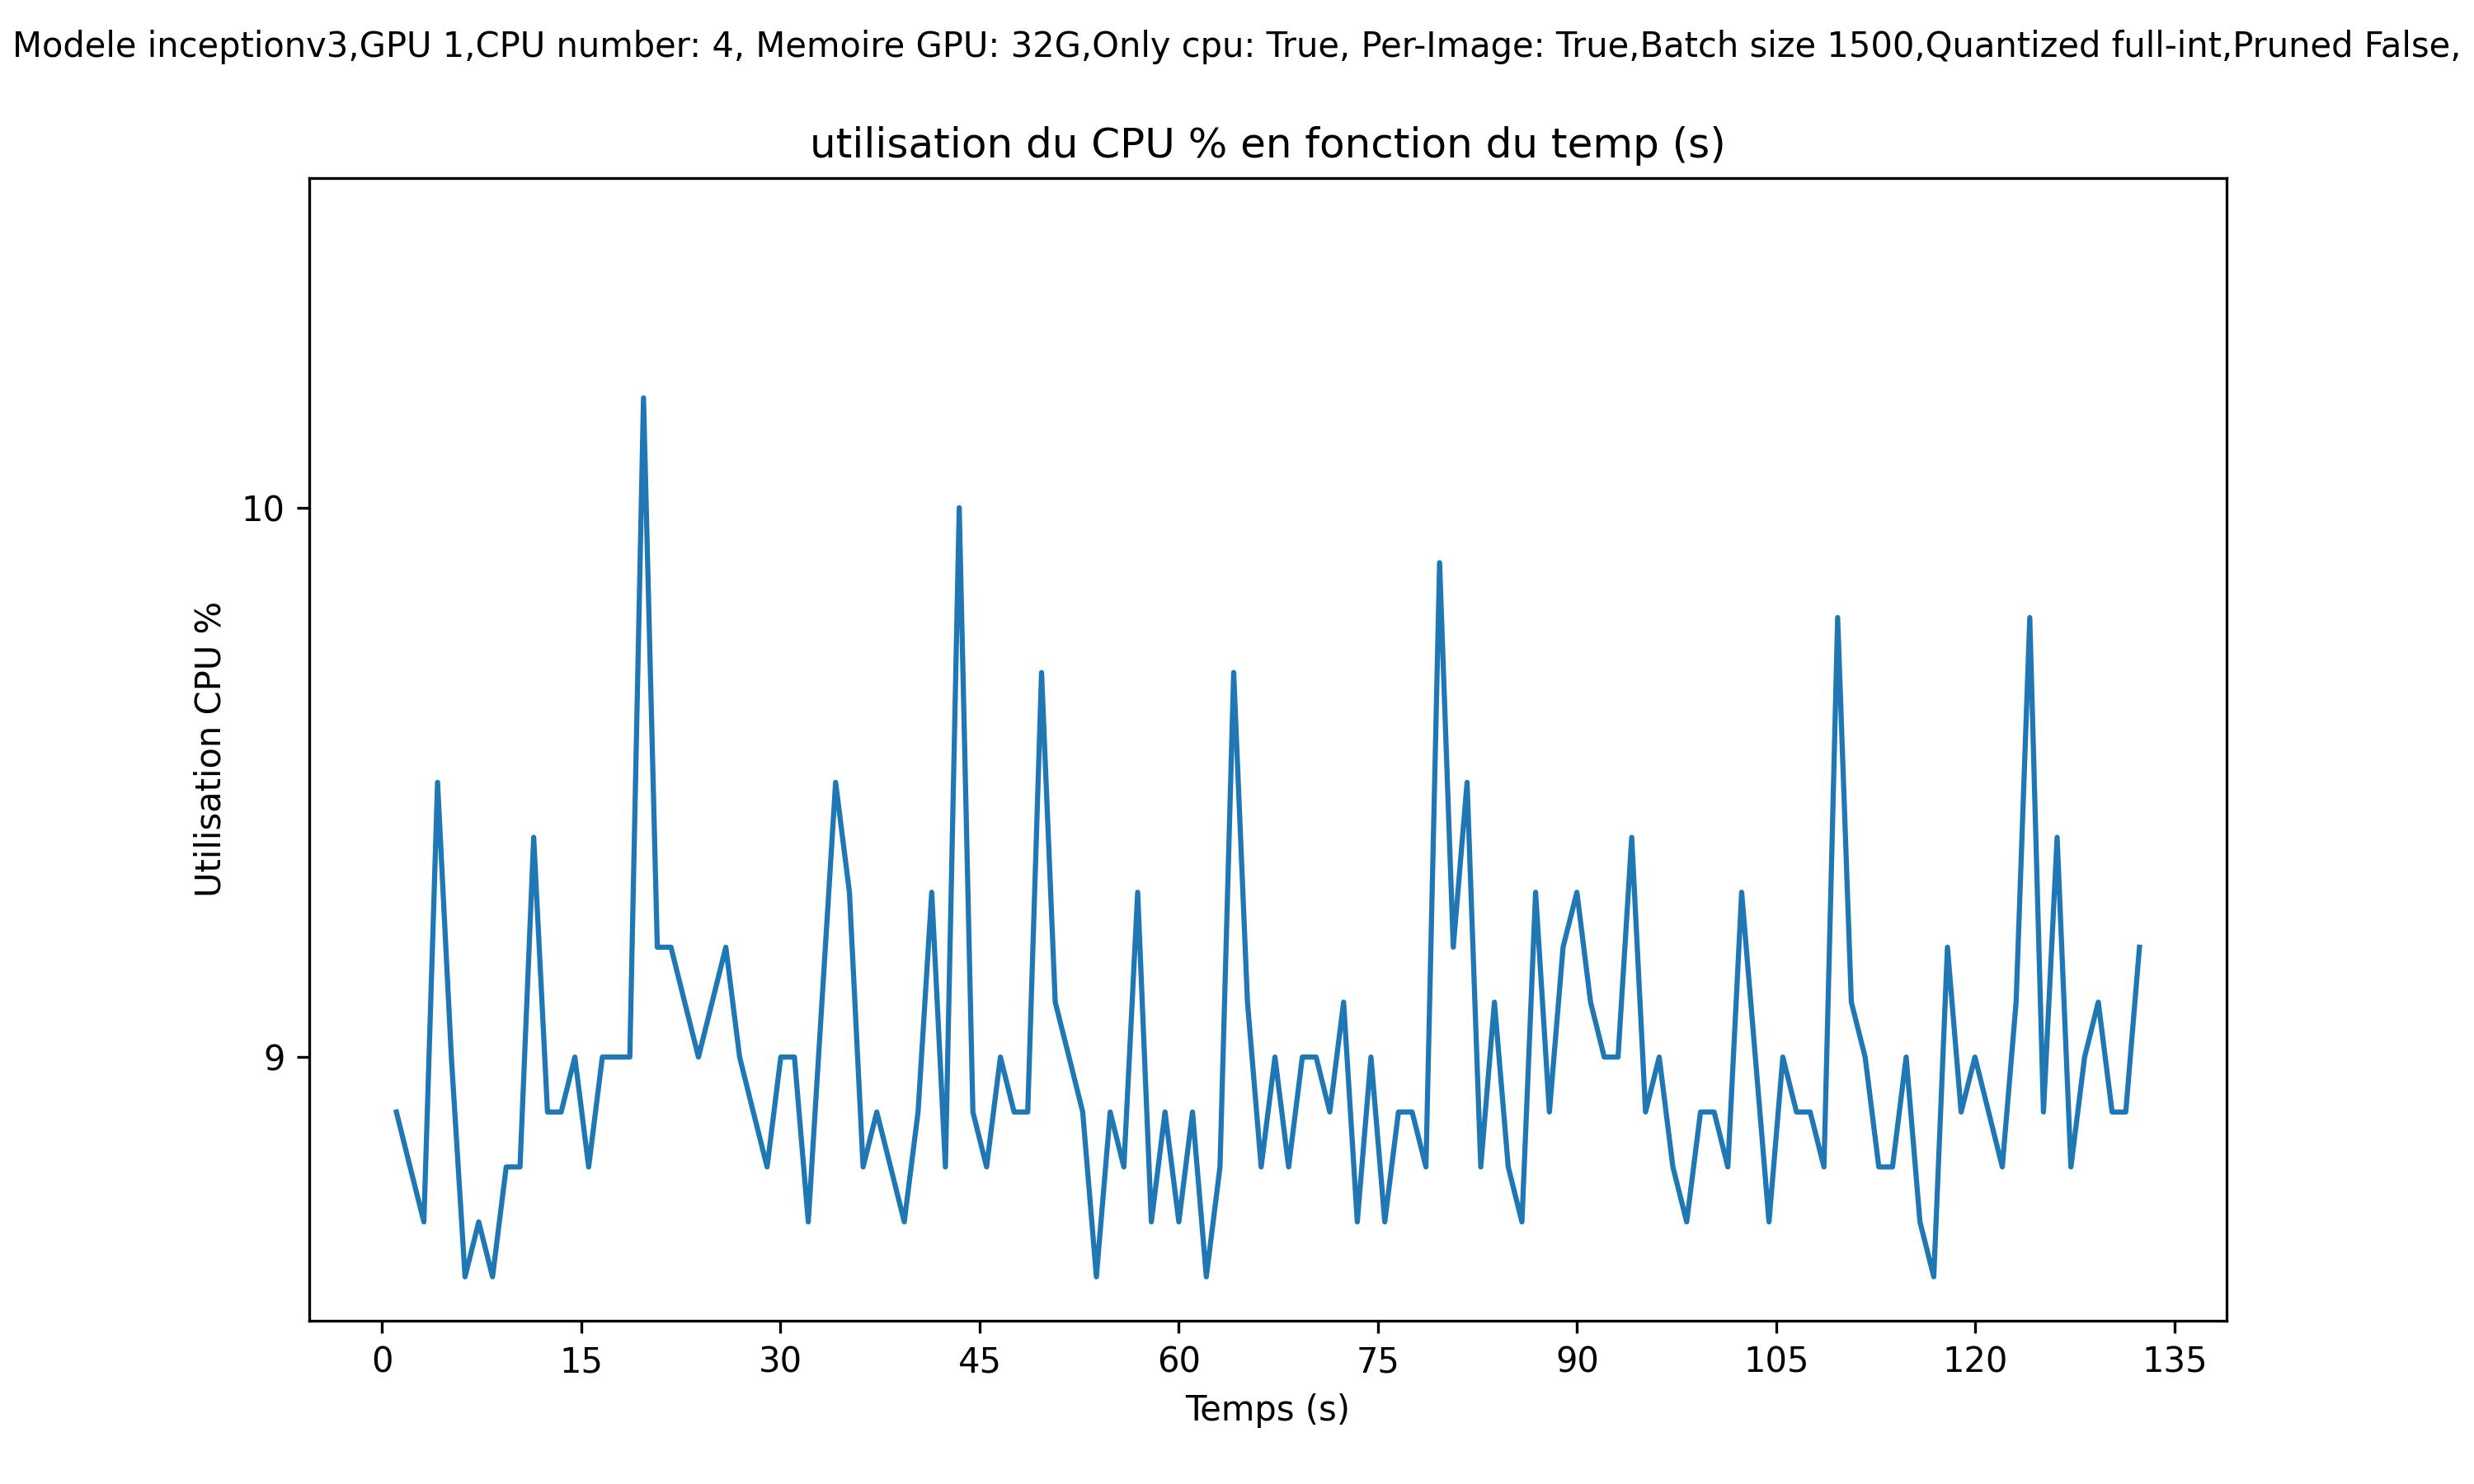 Modele inceptionv3,GPU 1,CPU number: 4, Memoire GPU: 32G,Only cpu: True, Per-Image: True,Batch size 1500,Quantized full-int,Pruned False,
utilisation du CPU % en fonction du temp (s)
10
9
Utilisation CPU %
0 15 30 45 60 75 90 105 120 135
Temps (s)